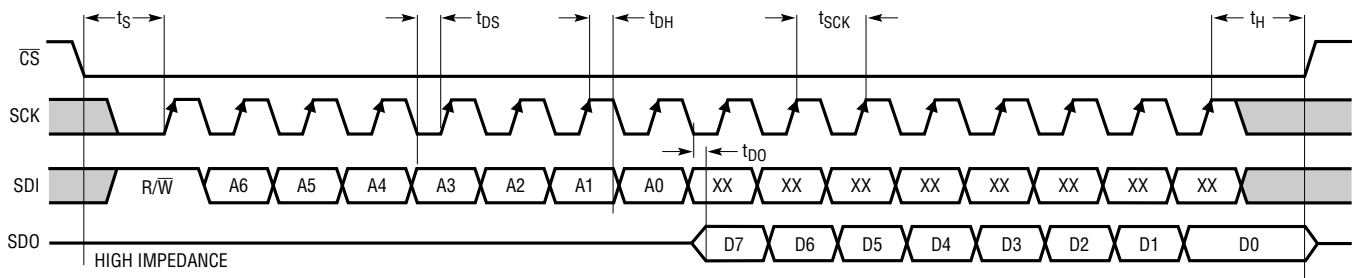 tS tDS tDH tSCK tH
CS
SCK
tDO
SDI R/W A6 A5 A4 A3 A2 A1 A0 XX XX XX XX XX XX XX XX
SDO D7 D6 D5 D4 D3 D2 D1 D0
HIGH IMPEDANCE